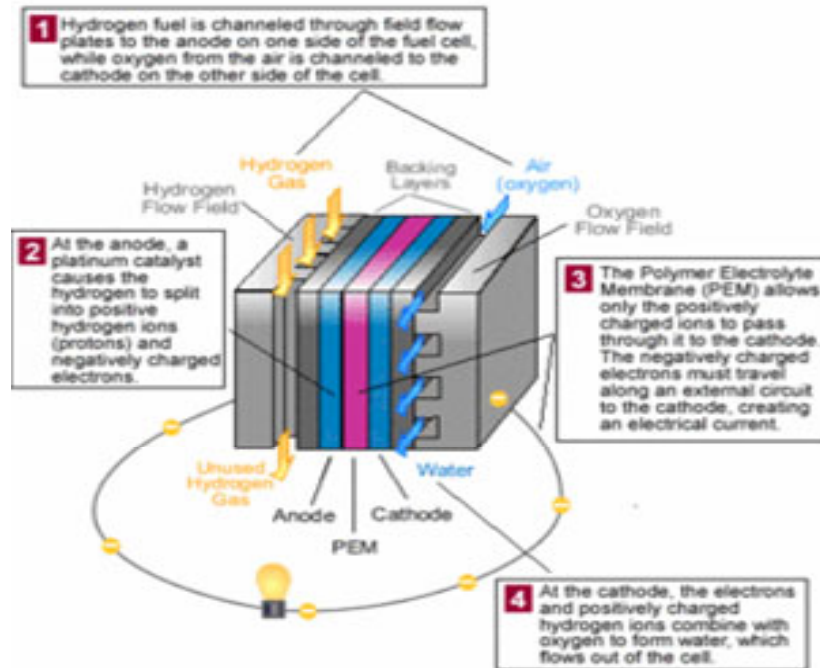 1 Hydrogen fuel is channeled through field flow
plates to the anode on one side of the fuel cell,
while oxygen from the air is channeled to the
cathode on the other side of the cell.
Hydrogen
Gas
Backing
Layers
Air
(oxygen)
Hydrogen
Flow Field
Oxygen
Flow Field
2 At the anode, a
platinum catalyst
causes the
hydrogen to split
into positive
hydrogen ions
(protons) and
negatively charged
electrons.
3 The Polymer Electrolyte
Membrane (PEM) allows
only the positively
charged ions to pass
through it to the cathode.
The negatively charged
electrons must travel
along an external circuit
to the cathode, creating
an electrical current.
Unused
Hydrogen
Gas
Water
Anode
Cathode
PEM
4 At the cathode, the electrons
and positively charged
hydrogen ions combine with
oxygen to form water, which
flows out of the cell.